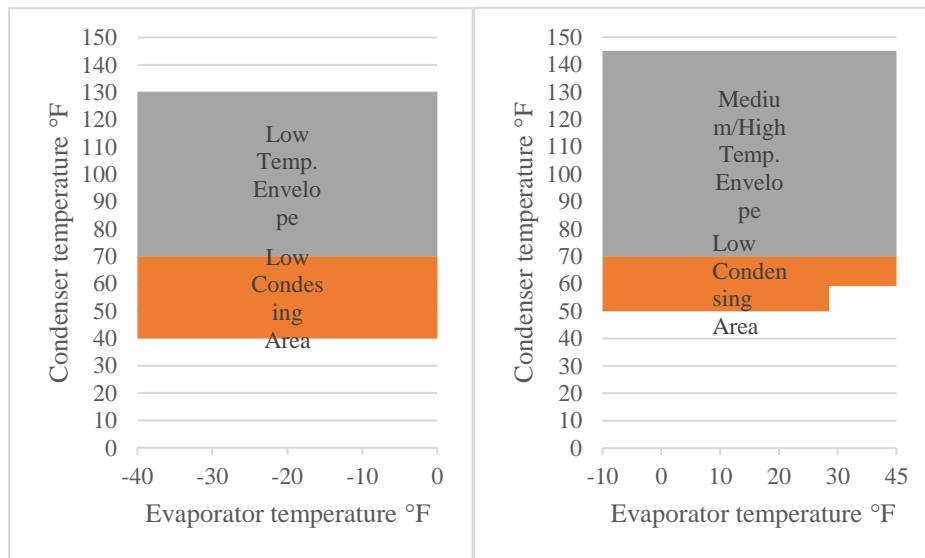 Condenser temperature °F
150
140
130
120
110
100
90
80
70
60
50
40
30
20
10
0
Low
Temp.
Envelo
pe
Low
Condes
ing
Area
-40
-30
-20
-10
0
Evaporator temperature °F
Condenser temperature °F
150
140
130
120
110
100
90
80
70
60
50
40
30
20
10
0
Mediu
m/High
Temp.
Envelo
pe
Low
Conden
sing
Area
-10
0
10
20
30
45
Evaporator temperature °F